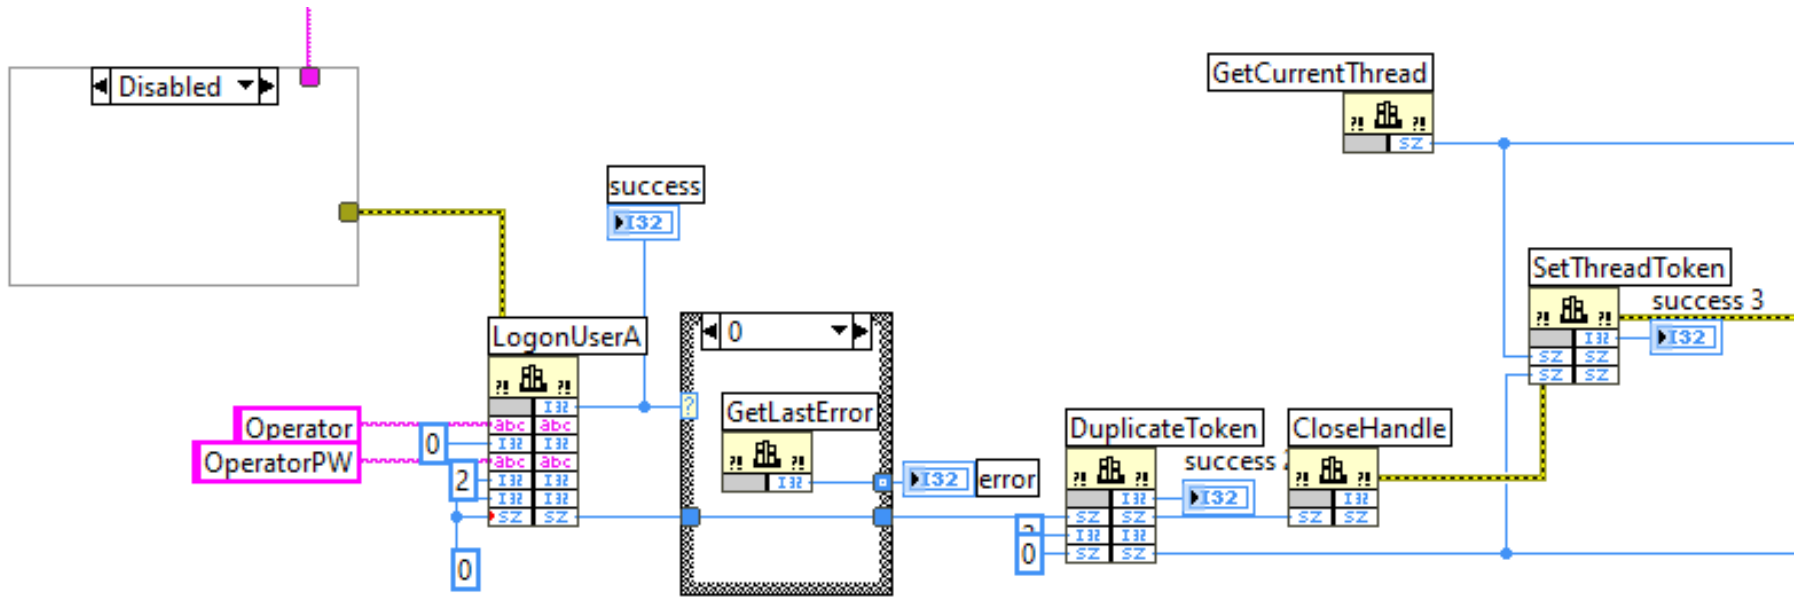 Disabled
GetCurrentThread
?! ?!
SZ
success
I32
SetThreadToken
?! ?!
success 3
I32
I32
SZ SZ
SZ SZ
LogonUserA
?! ?!
I32
abc abc
I32 I32
abc abc
I32 I32
I32 I32
SZ SZ
Operator
0
OperatorPW
2
0
0
?
GetLastError
?! ?!
I32
I32
error
DuplicateToken
?! ?!
I32
SZ SZ
I32 I32
SZ SZ
success
I32
0
CloseHandle
?! ?!
I32
SZ SZ